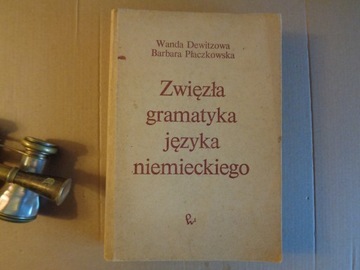 Wanda Dewitzowa
Barbara Płaczkowska
Zwięzła
gramatyka
języka
niemieckiego